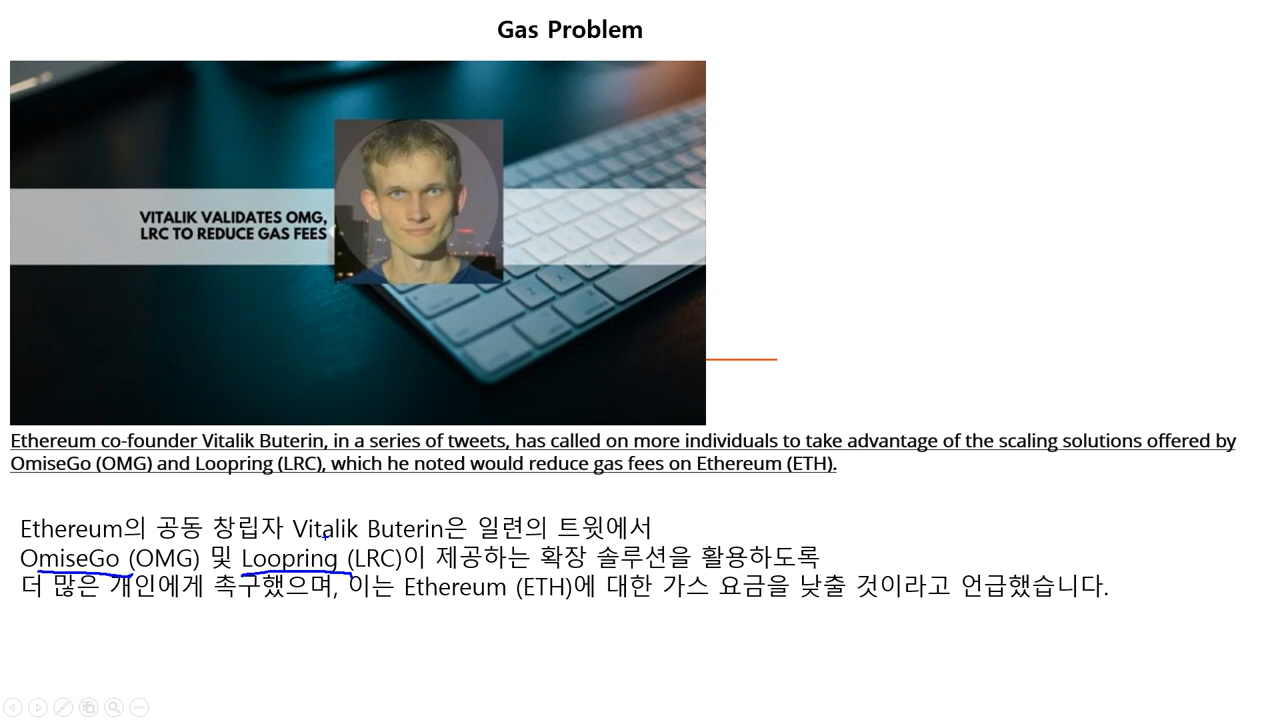 Gas Problem
VITALIK VALIDATES OMG,
LRC TO REDUCE GAS FEES
Ethereum co-founder Vitalik Buterin, in a series of tweets, has called on more individuals to take advantage of the scaling solutions offered by
OmiseGo (OMG) and Loopring (LRC), which he noted would reduce gas fees on Ethereum (ETH).
Ethereum의 공동 창립자 Vitalik Buterin은 일련의 트윗에서
OmiseGo (OMG) 및 Loopring (LRC)이 제공하는 확장 솔루션을 활용하도록
더 많은 개인에게 촉구했으며, 이는 Ethereum (ETH)에 대한 가스 요금을 낮출 것이라고 언급했습니다.